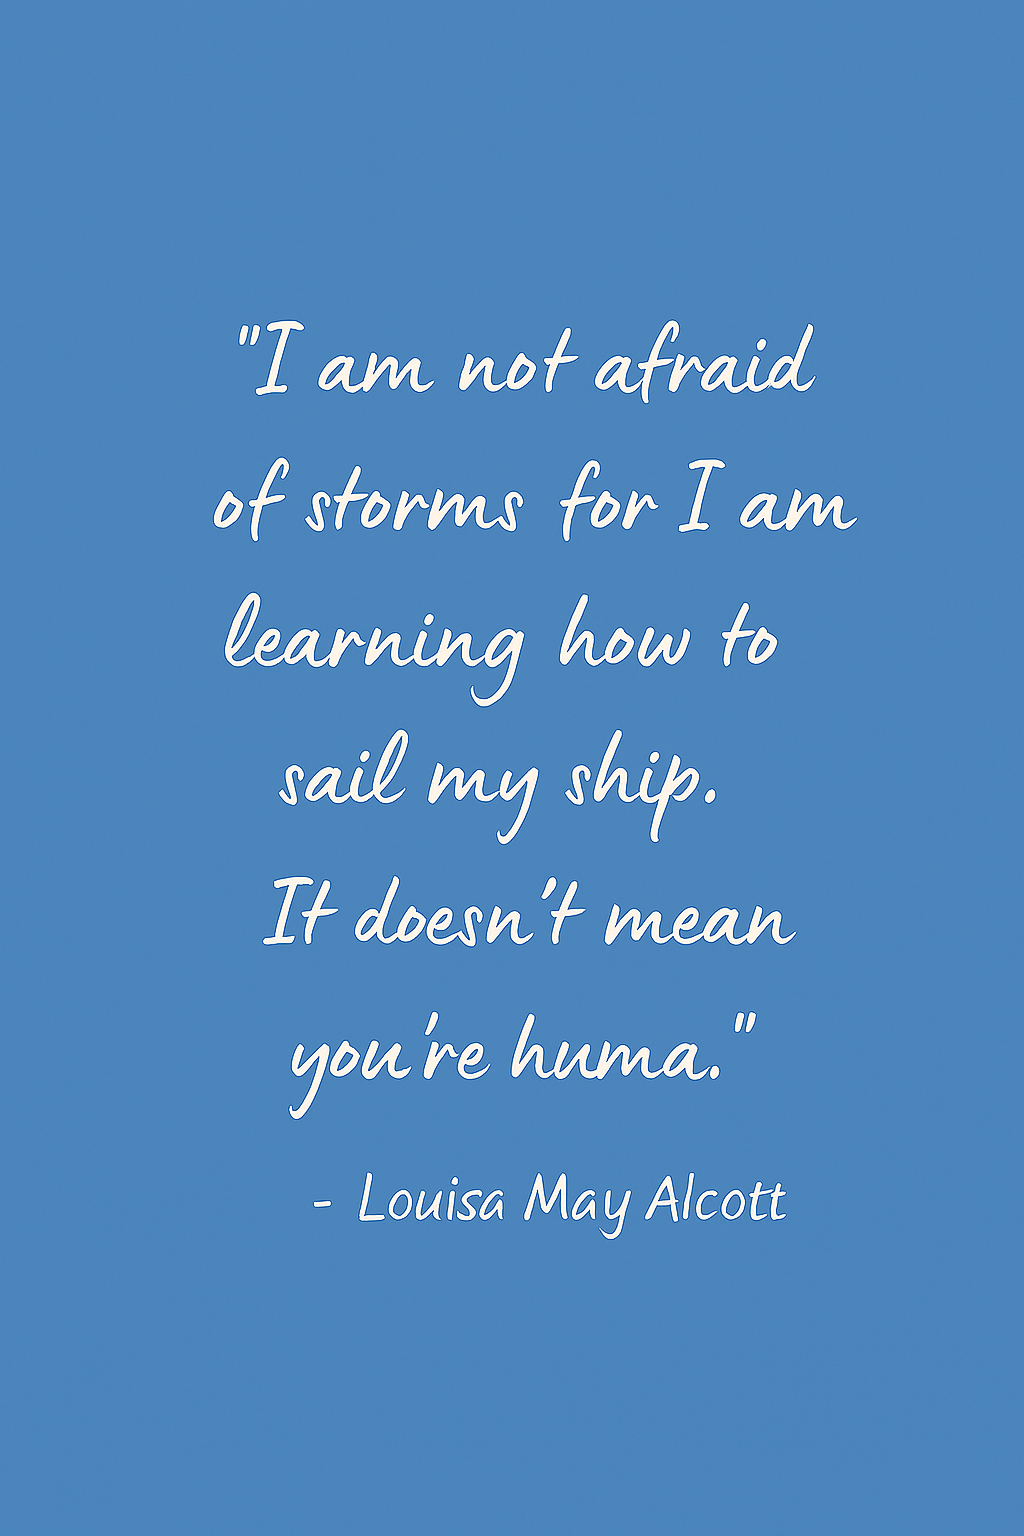 "I am not afraid
of storms for I am
learning how to
sail my ship.
It doesn't mean
you're huma."
- Louisa May Alcott